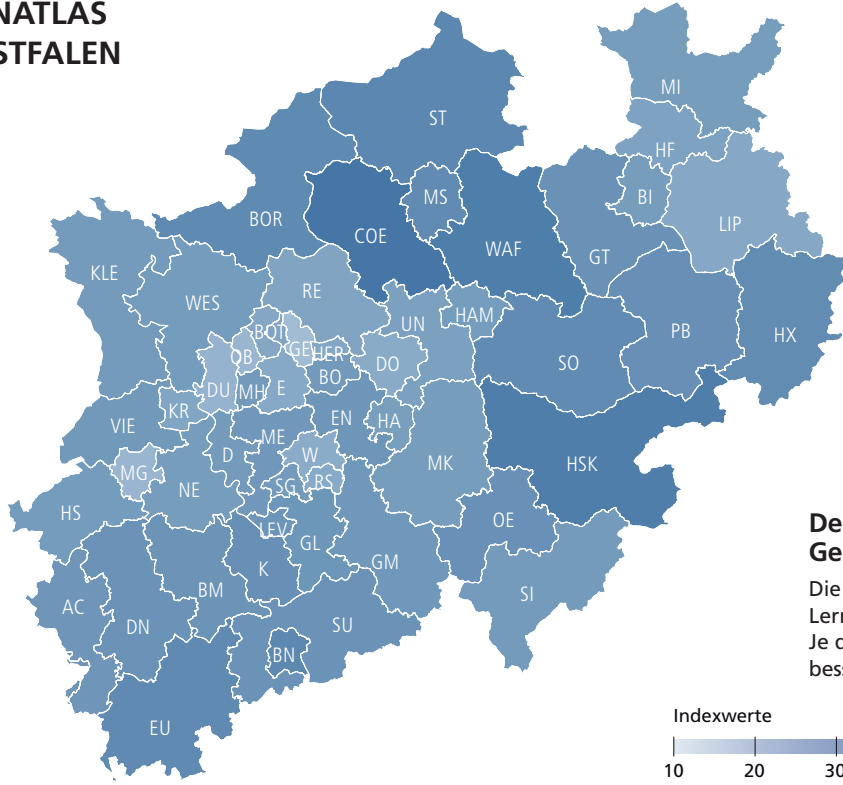 NATLAS
STFALEN
MI
ST
HF
BI
MS
BOR
LIP
COE
WAF
GT
KLE
RE
WES
HAM
UN
BOT
PB
HX
GE
HER
OB
DO
SO
BO
DU
MH
E
KR
EN
HA
VIE
ME
D
W
MK
HSK
MG
RS
SG
NE
HS
OE
LEV
GL
GM
K
BM
SI
AC
SU
DN
BN
EU
De
Ge
Die
Lern
Je d
bess
Indexwerte
10 20 30